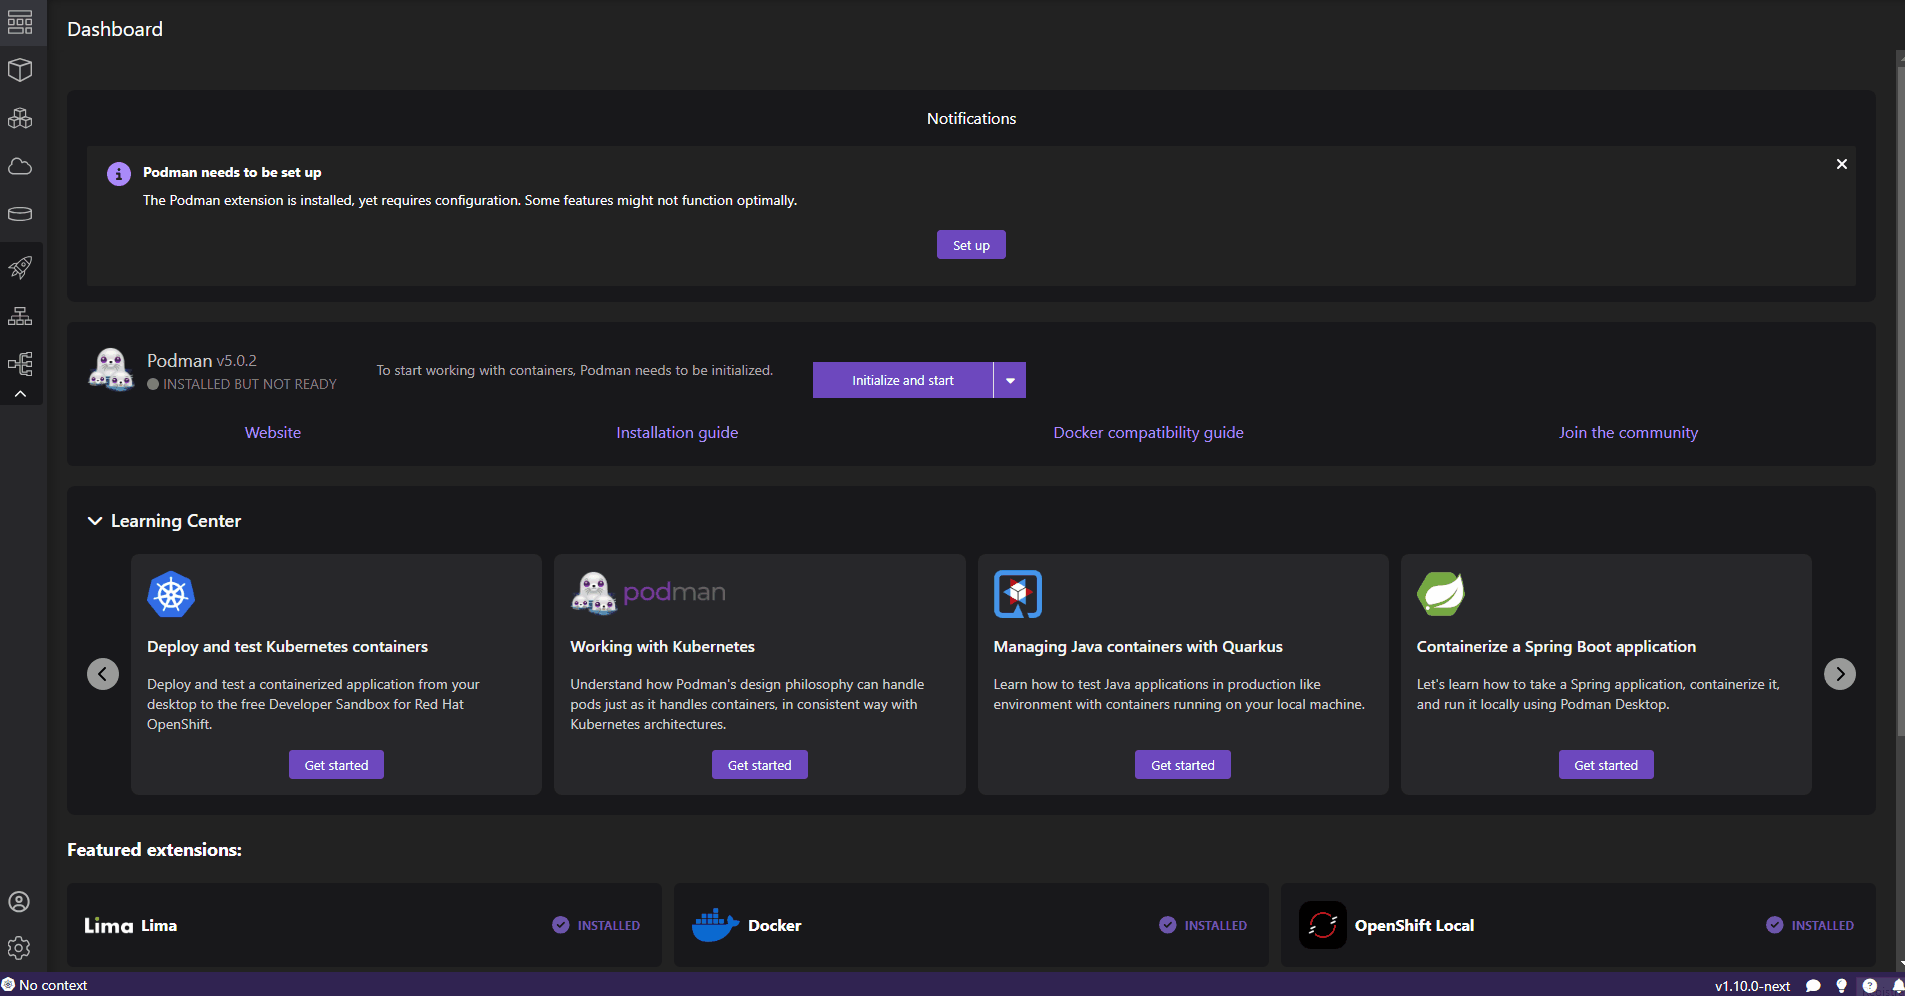 Dashboard
Notifications
Podman needs to be set up
The Podman extension is installed, yet requires configuration. Some features might not function optimally.
Set up
Podman v5.0.2
INSTALLED BUT NOT READY
To start working with containers, Podman needs to be initialized.
Initialize and start
Website
Installation guide
Docker compatibility guide
Join the community
Learning Center
Deploy and test Kubernetes containers
Deploy and test a containerized application from your
desktop to the free Developer Sandbox for Red Hat
OpenShift.
Get started
podman
Working with Kubernetes
Understand how Podman's design philosophy can handle
pods just as it handles containers, in consistent way with
Kubernetes architectures.
Get started
Managing Java containers with Quarkus
Learn how to test Java applications in production like
environment with containers running on your local machine.
Get started
Containerize a Spring Boot application
Let's learn how to take a Spring application, containerize it,
and run it locally using Podman Desktop.
Get started
Featured extensions:
Lima Lima
INSTALLED
Docker
INSTALLED
OpenShift Local
INSTALLED
No context
v1.10.0-next